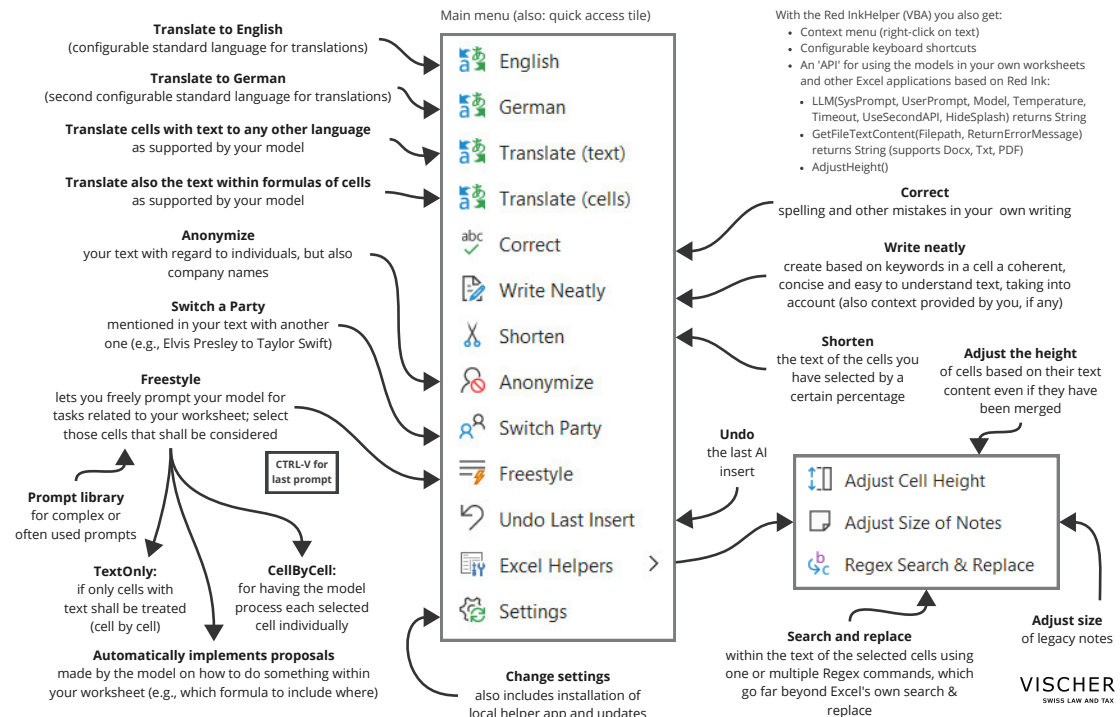 Main menu (also: quick access tile)
Translate to English
(configurable standard language for translations)
Translate to German
(second configurable standard language for translations)
Translate cells with text to any other language
as supported by your model
Translate also the text within formulas of cells
as supported by your model
Anonymize
your text with regard to individuals, but also
company names
Switch a Party
mentioned in your text with another
one (e.g., Elvis Presley to Taylor Swift)
Freestyle
lets you freely prompt your model for
tasks related to your worksheet; select
those cells that shall be considered
CTRL-V for
last prompt
Prompt library
for complex or
often used prompts
TextOnly:
if only cells with
text shall be treated
(cell by cell)
CellByCell:
for having the model
process each selected
cell individually
Automatically implements proposals
made by the model on how to do something within
your worksheet (e.g., which formula to include where)
English
German
Translate (text)
Translate (cells)
abc
Correct
Write Neatly
Shorten
Anonymize
Switch Party
Freestyle
Undo Last Insert
Excel Helpers
Settings
Change settings
also includes installation of
local helper app and updates
With the Red InkHelper (VBA) you also get:
• Context menu (right-click on text)
• Configurable keyboard shortcuts
• An 'API' for using the models in your own worksheets
and other Excel applications based on Red Ink:
• LLM(SysPrompt, UserPrompt, Model, Temperature,
Timeout, UseSecondAPI, HideSplash) returns String
• GetFileTextContent(Filepath, ReturnErrorMessage)
returns String (supports Docx, Txt, PDF)
• AdjustHeight()
Correct
spelling and other mistakes in your own writing
Write neatly
create based on keywords in a cell a coherent,
concise and easy to understand text, taking into
account (also context provided by you, if any)
Shorten
the text of the cells you
have selected by a
certain percentage
Adjust the height
of cells based on their text
content even if they have
been merged
Undo
the last AI
insert
Adjust Cell Height
Adjust Size of Notes
Regex Search & Replace
Search and replace
within the text of the selected cells using
one or multiple Regex commands, which
go far beyond Excel's own search &
replace
Adjust size
of legacy notes
VISCHER
SWISS LAW AND TAX